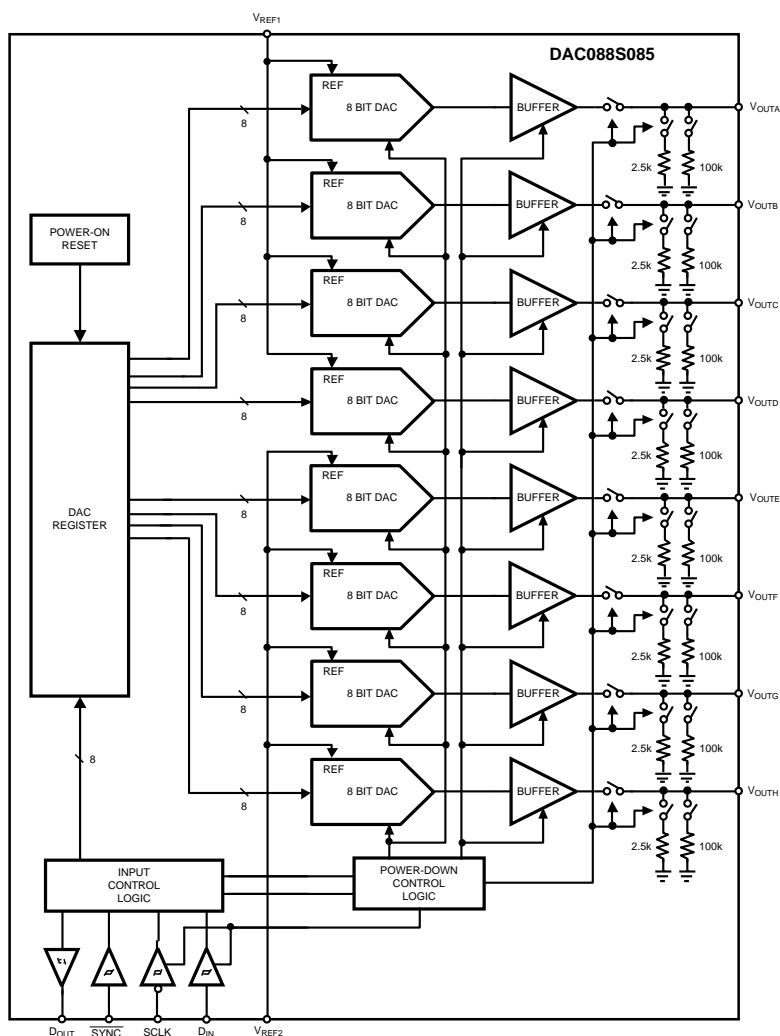 VREF1
DAC088S085
REF
8 BIT DAC
BUFFER
VOUTA
8
2.5k
100k
REF
8 BIT DAC
BUFFER
VOUTB
8
2.5k
100k
POWER-ON
RESET
REF
8 BIT DAC
BUFFER
VOUTC
8
2.5k
100k
REF
8 BIT DAC
BUFFER
VOUTD
8
2.5k
100k
DAC
REGISTER
REF
8 BIT DAC
BUFFER
VOUTE
8
2.5k
100k
REF
8 BIT DAC
BUFFER
VOUTF
8
2.5k
100k
REF
8 BIT DAC
BUFFER
VOUTG
8
2.5k
100k
8
REF
8 BIT DAC
BUFFER
VOUTH
8
2.5k
100k
INPUT
CONTROL
LOGIC
POWER-DOWN
CONTROL
LOGIC
DOUT
SYNC
SCLK
DIN
VREF2